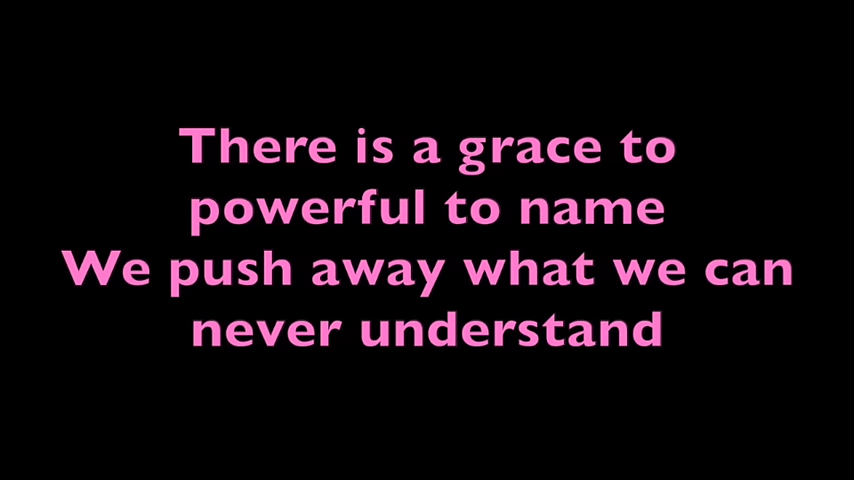 There is a grace to
powerful to name
We push away what we can
never understand